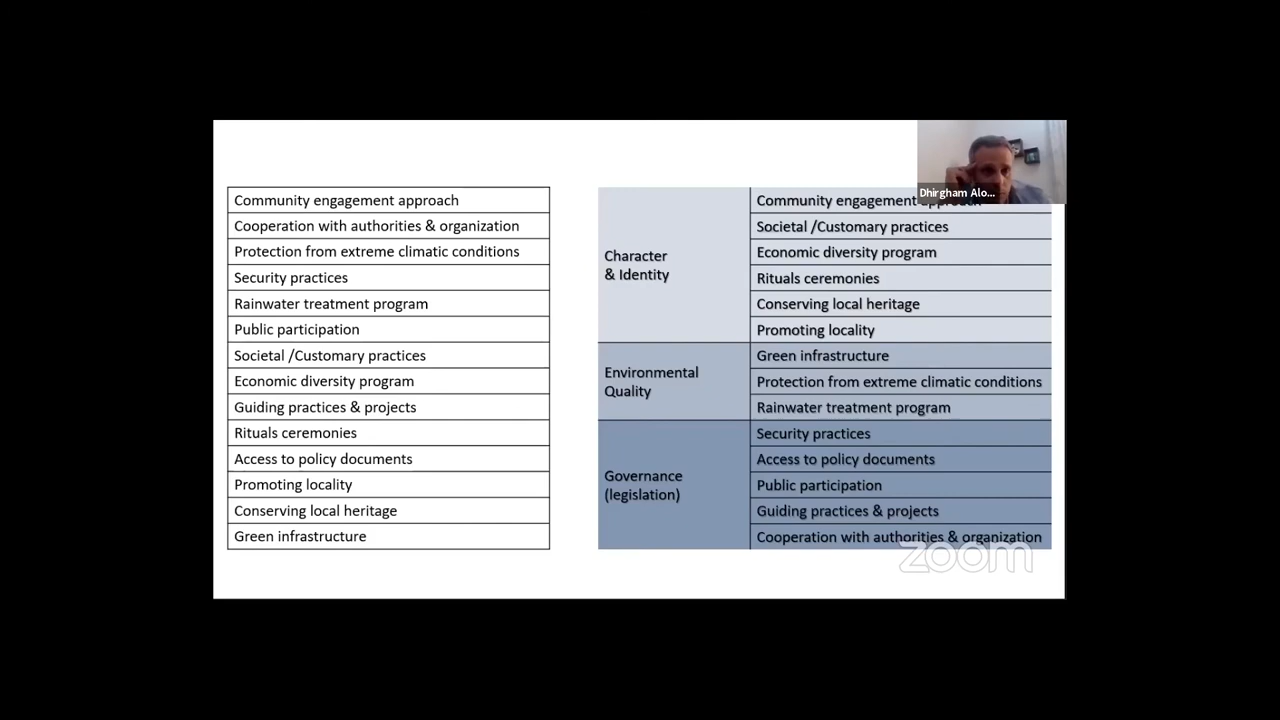 Dhirgham Alo...
Community engagement approach
Cooperation with authorities & organization
Protection from extreme climatic conditions
Security practices
Rainwater treatment program
Public participation
Societal /Customary practices
Economic diversity program
Guiding practices & projects
Rituals ceremonies
Access to policy documents
Promoting locality
Conserving local heritage
Green infrastructure
Character
& Identity
Community engagement approach
Societal /Customary practices
Economic diversity program
Rituals ceremonies
Conserving local heritage
Promoting locality
Environmental
Quality
Green infrastructure
Protection from extreme climatic conditions
Rainwater treatment program
Governance
(legislation)
Security practices
Access to policy documents
Public participation
Guiding practices & projects
Cooperation with authorities & organization
zoom